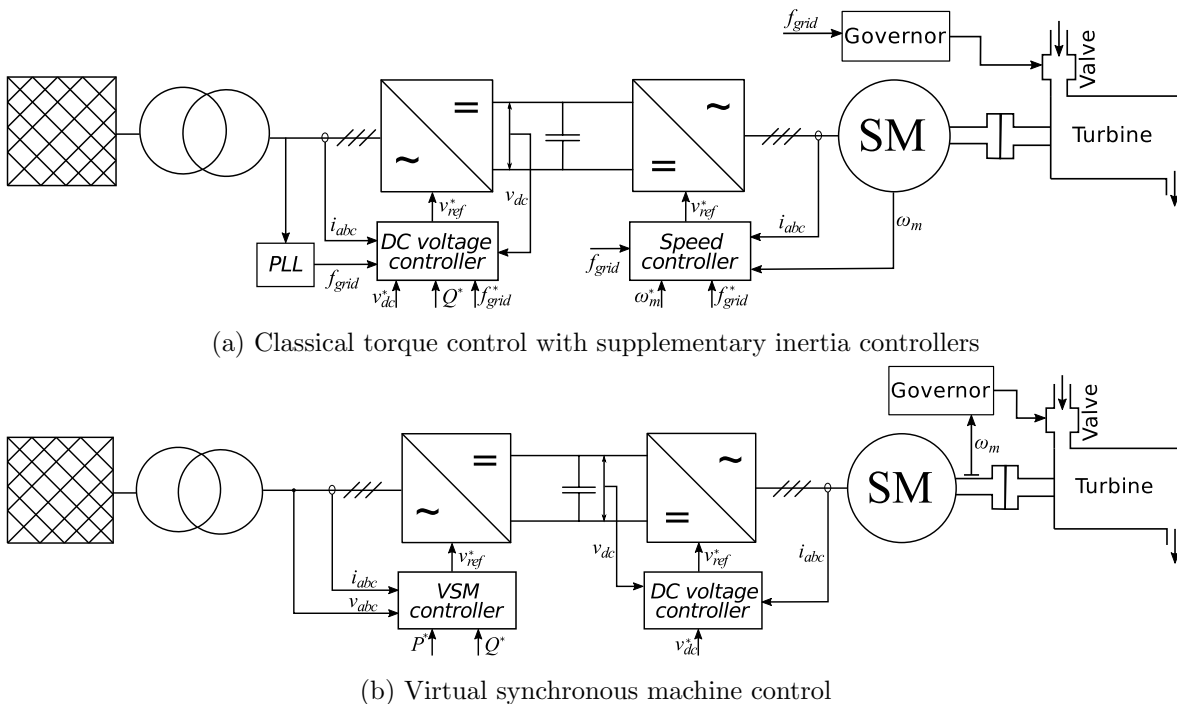 f_grid
Governor
Valve
Turbine
SM
=
~
~
=
v*_ref
v_dc
v*_ref
i_abc
DC voltage
controller
PLL
f_grid
v*_dc
Q*
f*_grid
f_grid
Speed
controller
i_abc
ω_m
ω*_m
f*_grid
(a) Classical torque control with supplementary inertia controllers
Governor
Valve
ω_m
Turbine
SM
=
~
~
=
v*_ref
v_dc
v*_ref
i_abc
i_abc
v_abc
VSM
controller
DC voltage
controller
P*
Q*
v*_dc
(b) Virtual synchronous machine control